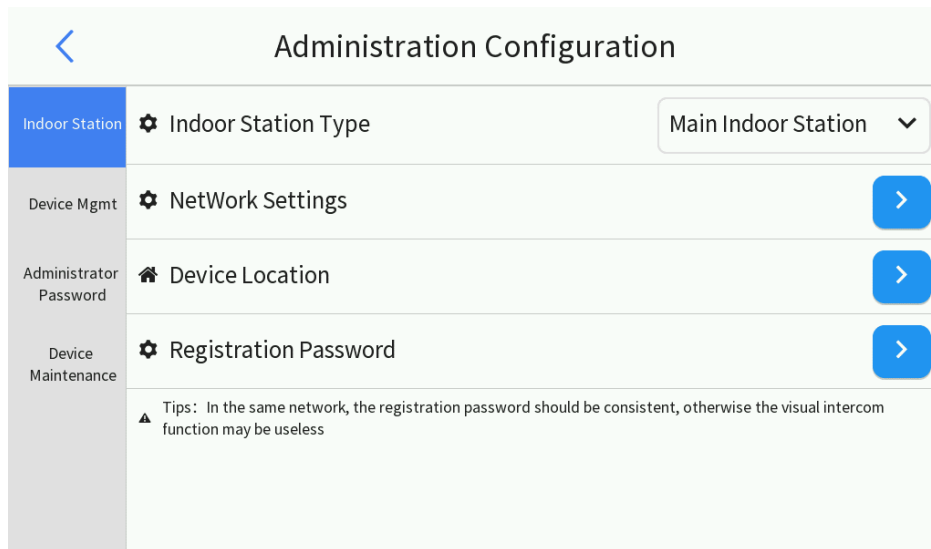 Administration Configuration
Indoor Station
Indoor Station Type
Main Indoor Station
Device Mgmt
NetWork Settings
Administrator
Password
Device Location
Device
Maintenance
Registration Password
Tips：In the same network, the registration password should be consistent, otherwise the visual intercom
function may be useless